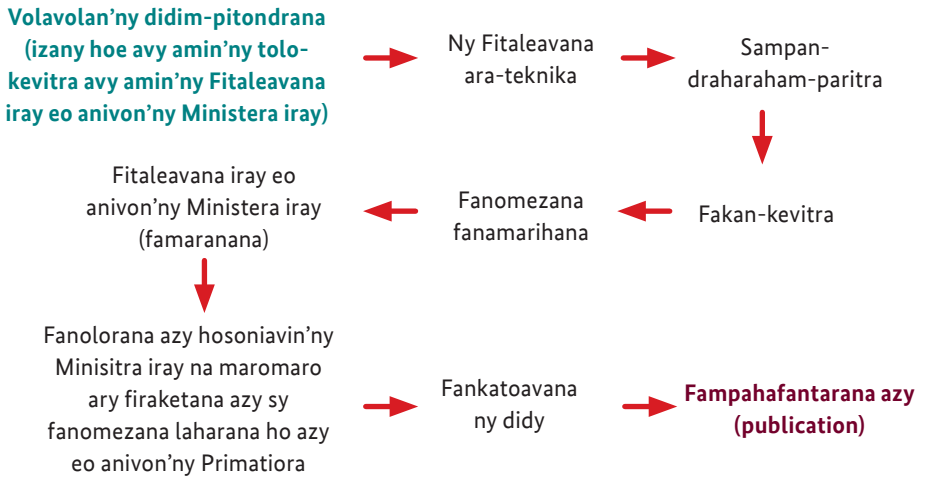 Volavolan’ny didim-pitondrana
(izany hoe avy amin’ny tolo-
kevitra avy amin’ny Fitaleavana
iray eo anivon’ny Ministera iray)
Ny Fitaleavana
ara-teknika
Sampan-
draharaham-paritra
Fakan-kevitra
Fanomezana
fanamarihana
Fitaleavana iray eo
anivon’ny Ministera iray
(famaranana)
Fanolorana azy hosoniavin’ny
Minisitra iray na maromaro
ary firaketana azy sy
fanomezana laharana ho azy
eo anivon’ny Primatiora
Fankatoavana
ny didy
Fampahafantarana azy
(publication)